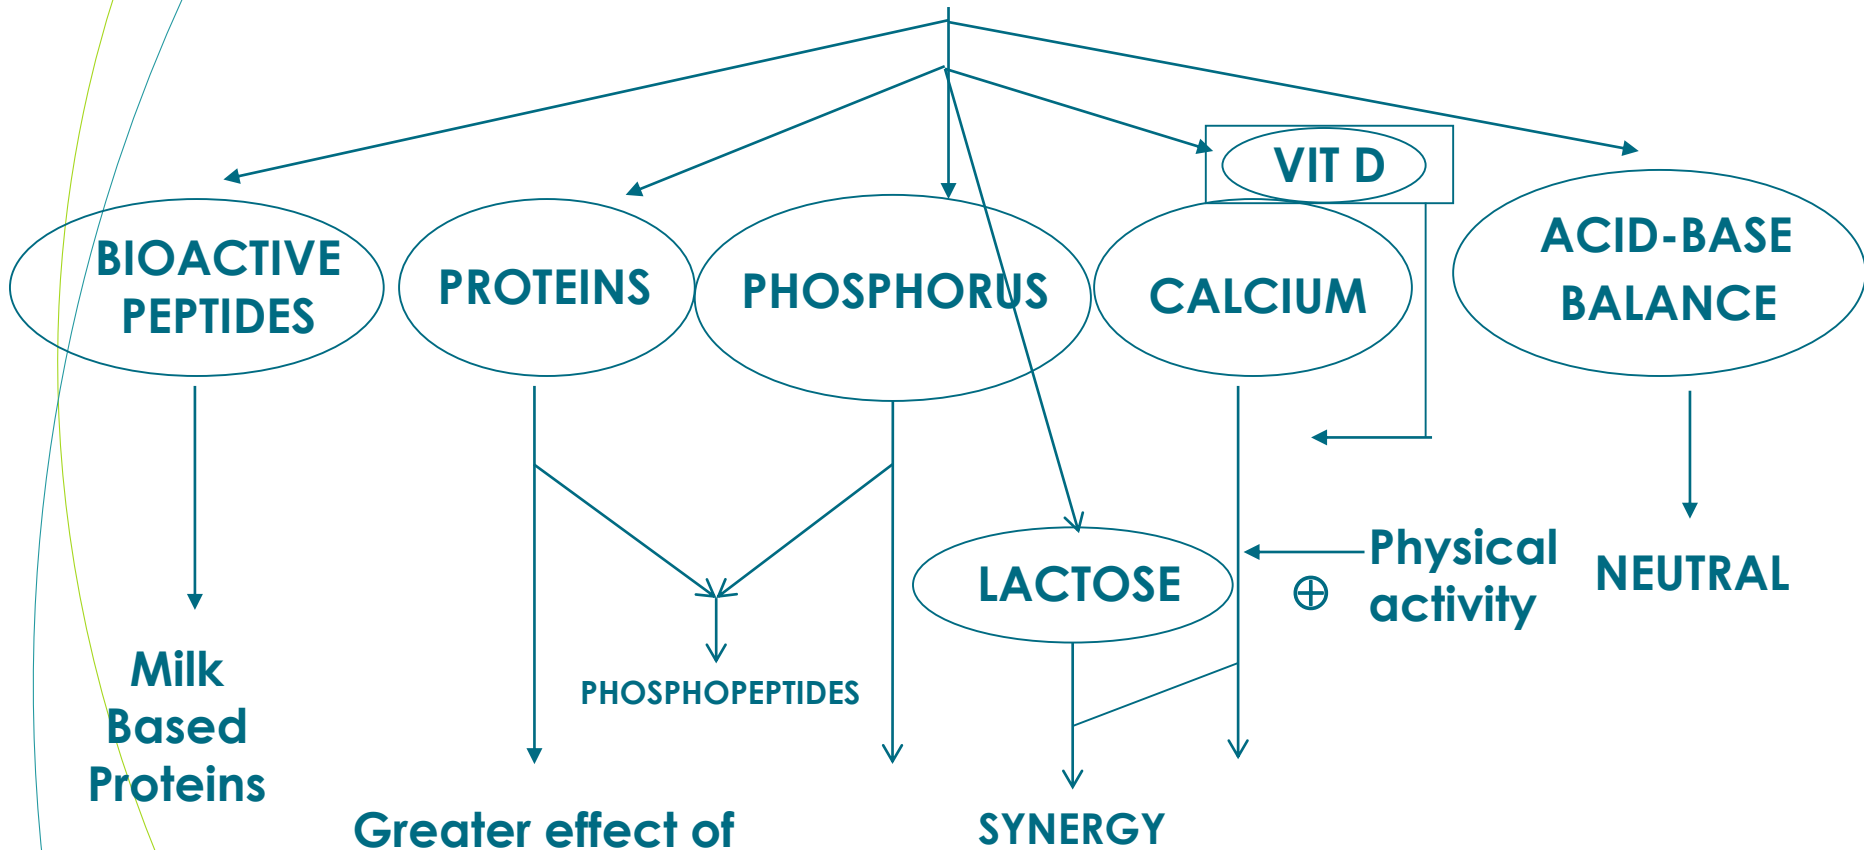 VIT D
BIOACTIVE
PEPTIDES
PROTEINS
PHOSPHORUS
CALCIUM
ACID-BASE
BALANCE
LACTOSE
Physical
activity
NEUTRAL
PHOSPHOPEPTIDES
Milk
Based
Proteins
Greater effect of
SYNERGY